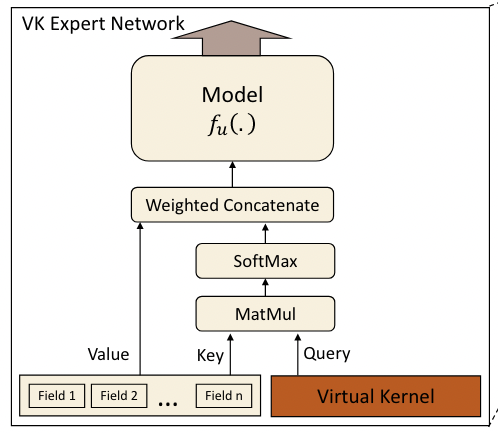 VK Expert Network
Model
f_u(.)
Weighted Concatenate
SoftMax
MatMul
Value
Key
Query
Field 1
Field 2
...
Field n
Virtual Kernel